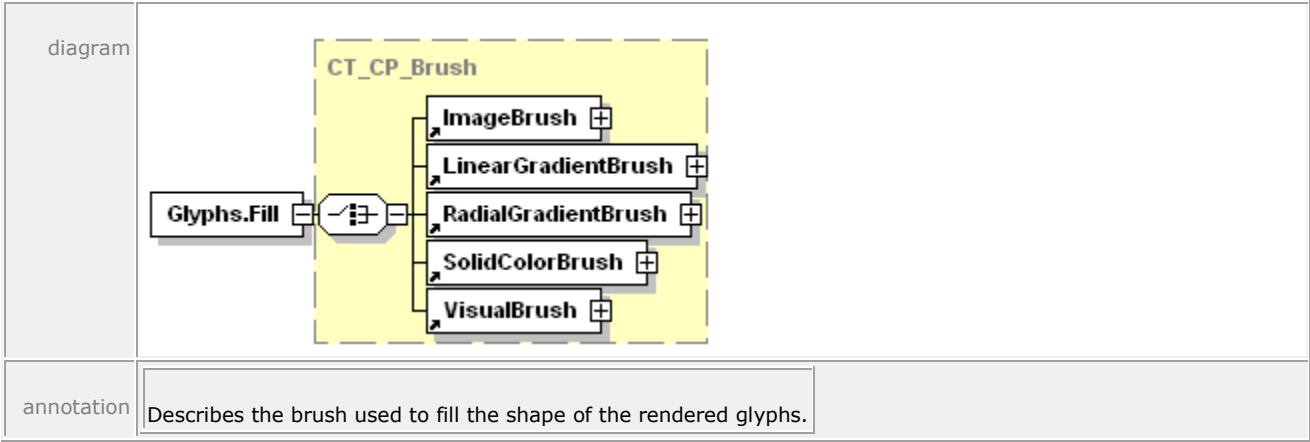 diagram
CT_CP_Brush
ImageBrush
LinearGradientBrush
Glyphs.Fill
RadialGradientBrush
SolidColorBrush
VisualBrush
annotation
Describes the brush used to fill the shape of the rendered glyphs.